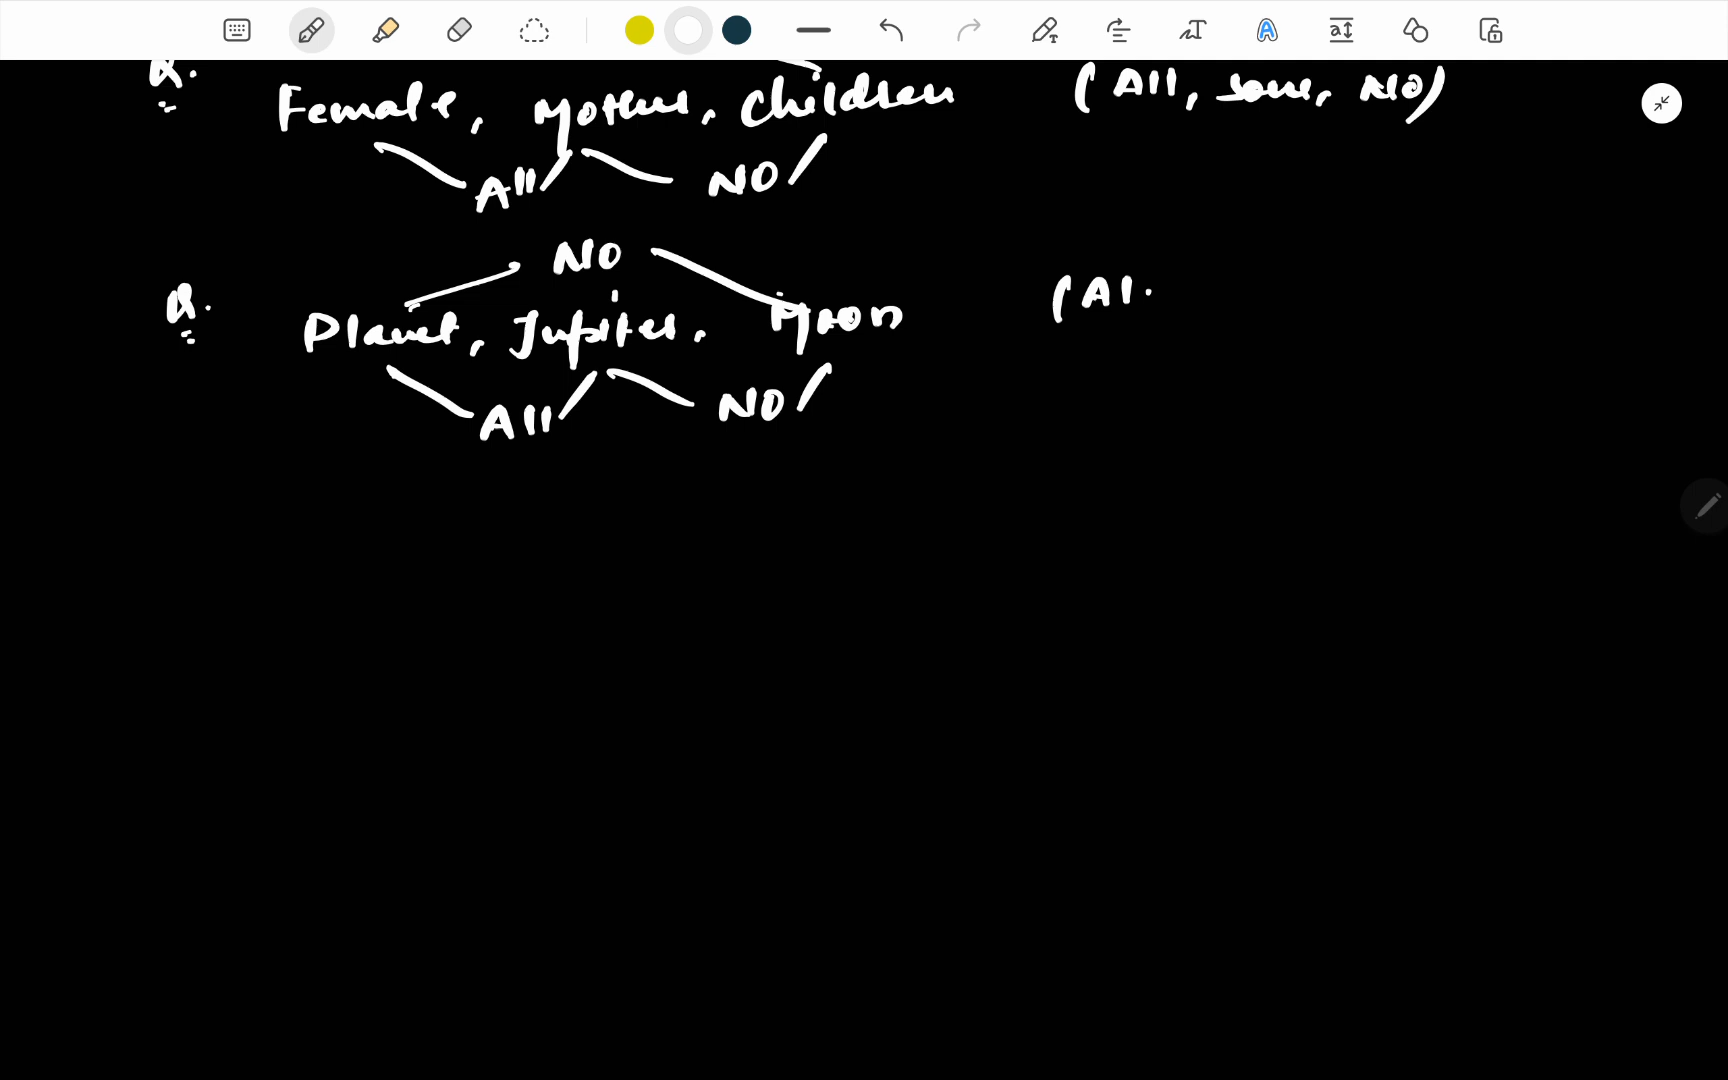 Q. Female, Mother, Children (All, Some, No)
All NO
NO
Q. Planet, Jupiter, Moon (Al
All NO